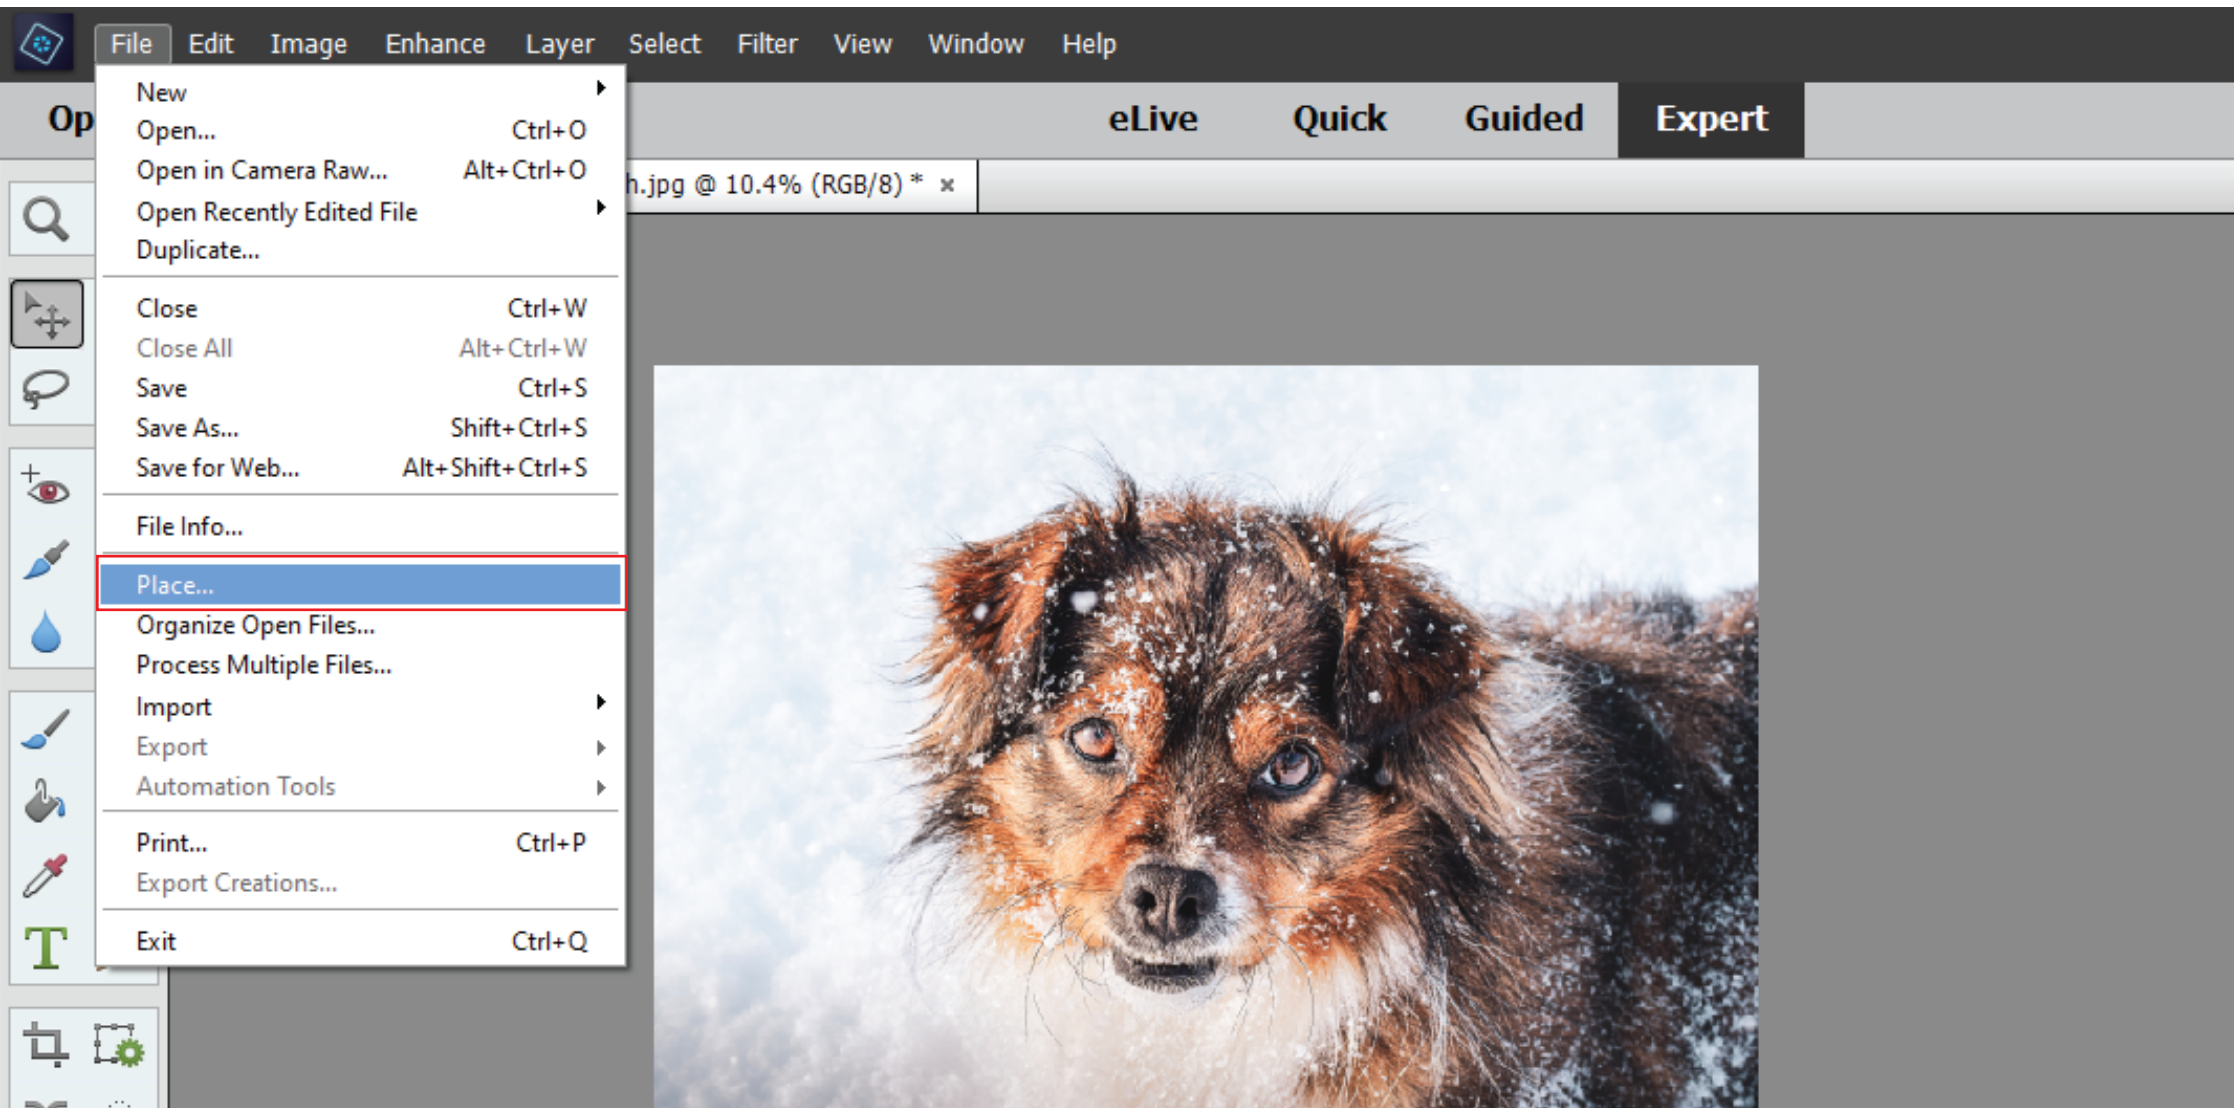 File Edit Image Enhance Layer Select Filter View Window Help
Op eLive Quick Guided Expert
h.jpg @ 10.4% (RGB/8) * ×
New
Open... Ctrl+O
Open in Camera Raw... Alt+Ctrl+O
Open Recently Edited File
Duplicate...
Close Ctrl+W
Close All Alt+Ctrl+W
Save Ctrl+S
Save As... Shift+Ctrl+S
Save for Web... Alt+Shift+Ctrl+S
File Info...
Place...
Organize Open Files...
Process Multiple Files...
Import
Export
Automation Tools
Print... Ctrl+P
Export Creations...
Exit Ctrl+Q
T